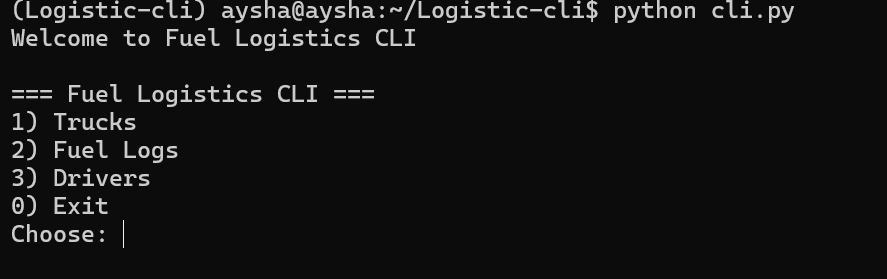 (Logistic-cli) aysha@aysha:~/Logistic-cli$ python cli.py
Welcome to Fuel Logistics CLI
=== Fuel Logistics CLI ===
1) Trucks
2) Fuel Logs
3) Drivers
0) Exit
Choose: